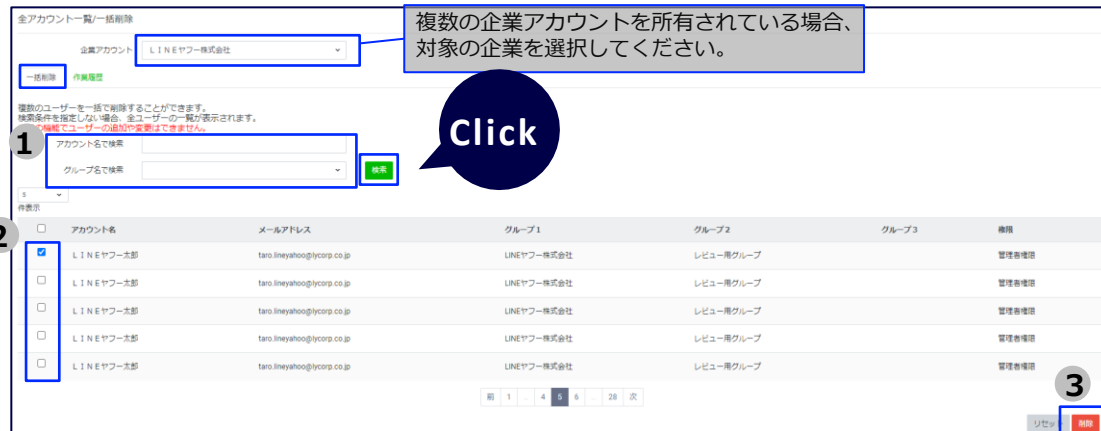 全アカウント一覧/一括削除
複数の企業アカウントを所有されている場合、
対象の企業を選択してください。
企業アカウント ＬＩＮＥヤフー株式会社
一括削除 作業履歴
複数のユーザーを一括で削除することができます。
検索条件を指定しない場合、全ユーザーの一覧が表示されます。
機能でユーザーの追加や変更はできません。
1
アカウント名で検索
グループ名で検索 検索
Click
5
件表示
2
アカウント名 メールアドレス グループ1 グループ2 グループ3 権限
ＬＩＮＥヤフー太郎 taro.lineyahoo@lycorp.co.jp LINEヤフー株式会社 レビュー用グループ 管理者権限
ＬＩＮＥヤフー太郎 taro.lineyahoo@lycorp.co.jp LINEヤフー株式会社 レビュー用グループ 管理者権限
ＬＩＮＥヤフー太郎 taro.lineyahoo@lycorp.co.jp LINEヤフー株式会社 レビュー用グループ 管理者権限
ＬＩＮＥヤフー太郎 taro.lineyahoo@lycorp.co.jp LINEヤフー株式会社 レビュー用グループ 管理者権限
ＬＩＮＥヤフー太郎 taro.lineyahoo@lycorp.co.jp LINEヤフー株式会社 レビュー用グループ 管理者権限
前 1 ... 4 5 6 ... 28 次
3
リセット 削除